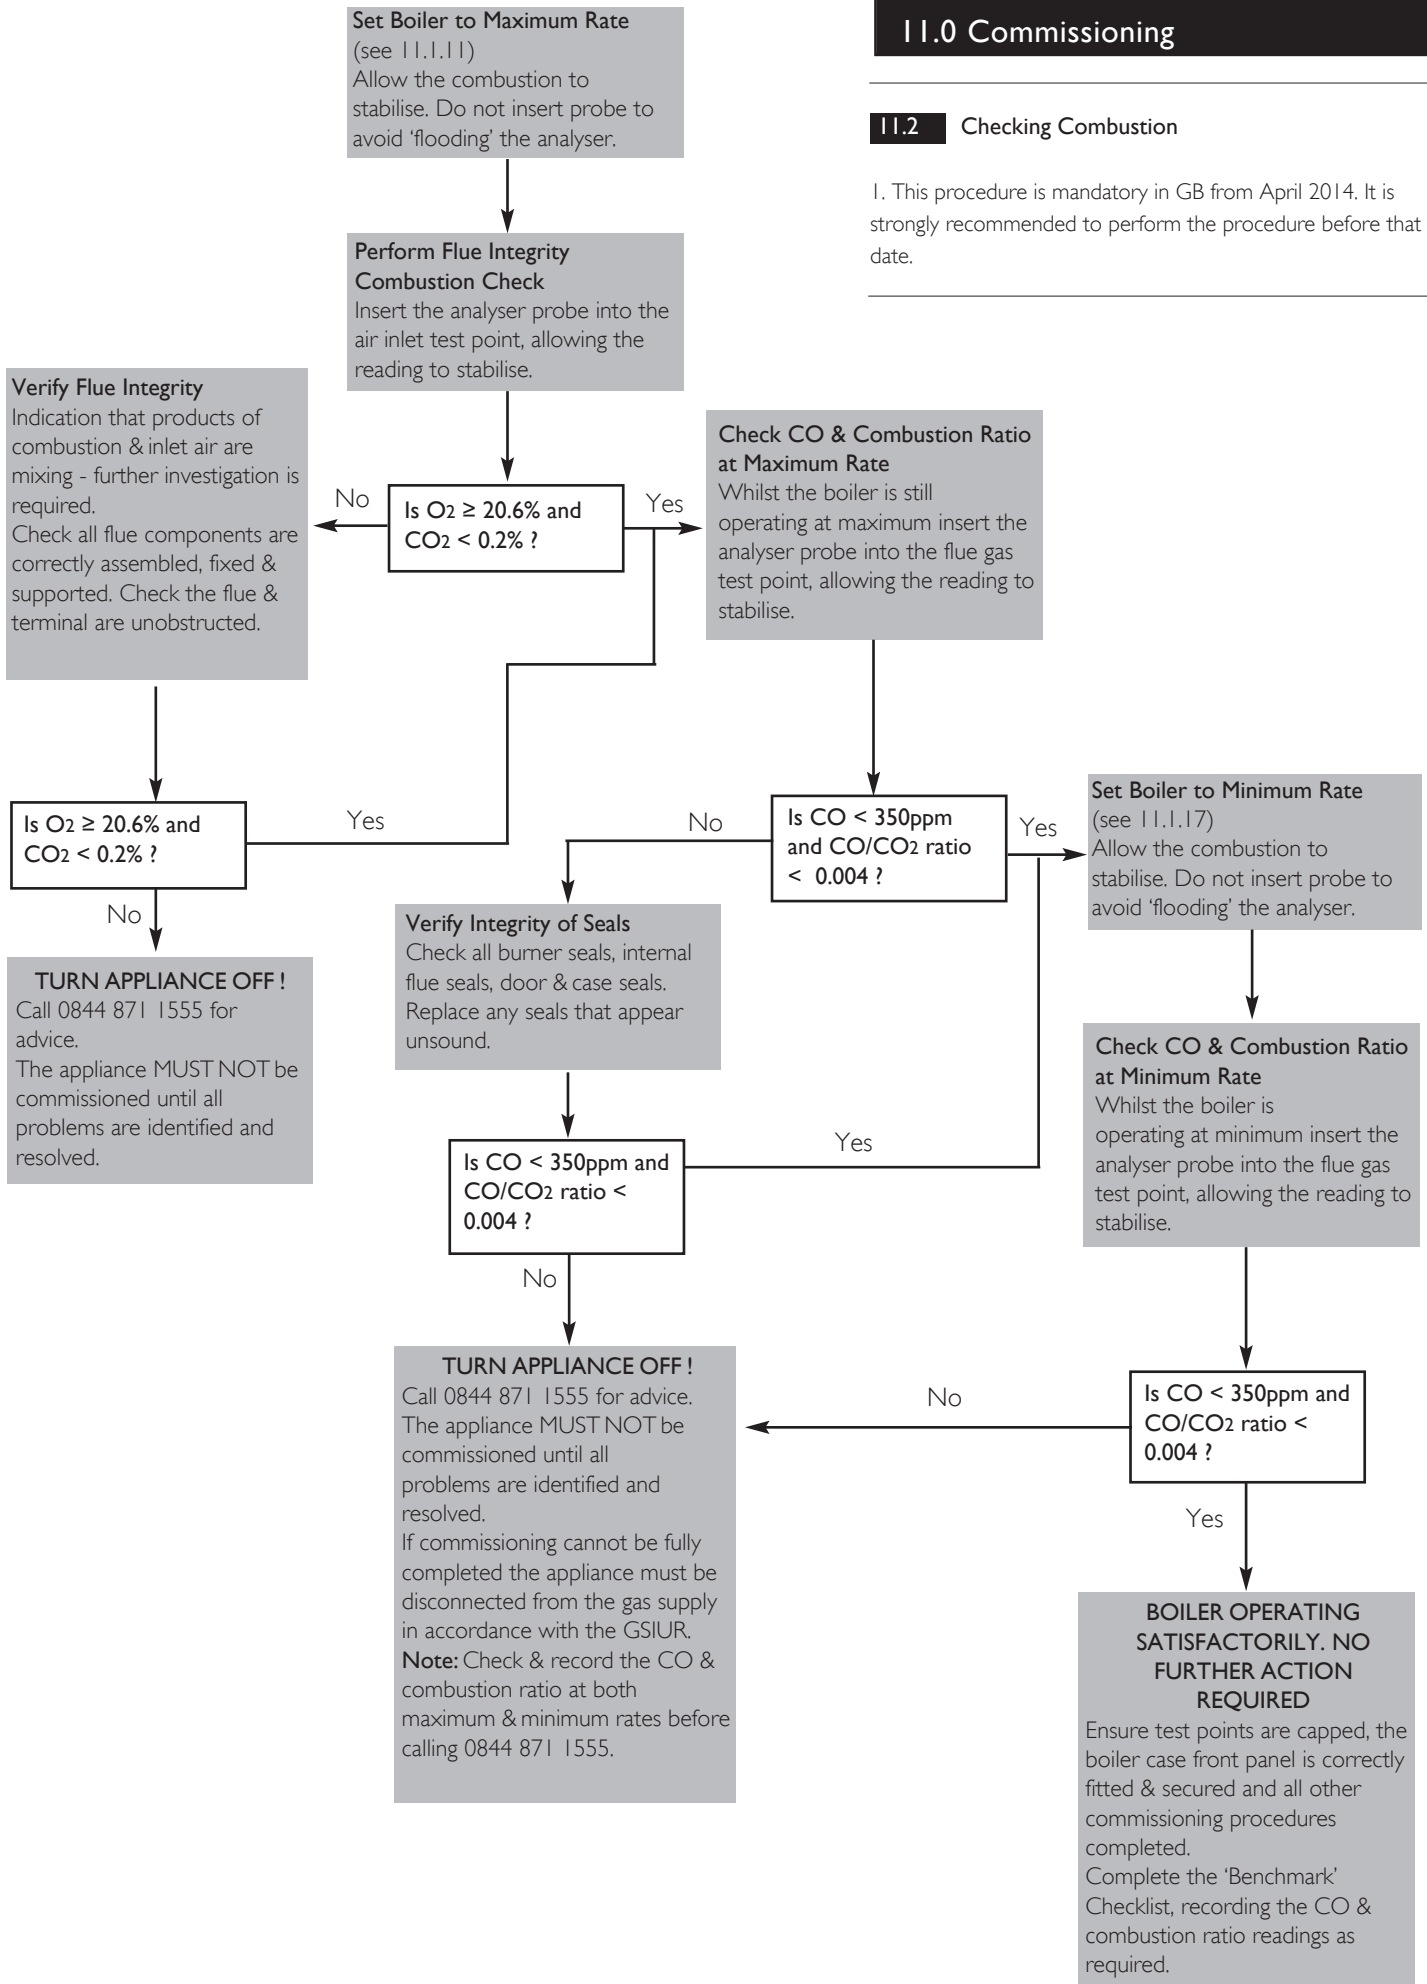 11.0 Commissioning
11.2 Checking Combustion
1. This procedure is mandatory in GB from April 2014. It is
strongly recommended to perform the procedure before that
date.
Set Boiler to Maximum Rate
(see 11.1.11)
Allow the combustion to
stabilise. Do not insert probe to
avoid ‘flooding’ the analyser.
Perform Flue Integrity
Combustion Check
Insert the analyser probe into the
air inlet test point, allowing the
reading to stabilise.
Is O2 ≥ 20.6% and
CO2 < 0.2% ?
No
Yes
Verify Flue Integrity
Indication that products of
combustion & inlet air are
mixing - further investigation is
required.
Check all flue components are
correctly assembled, fixed &
supported. Check the flue &
terminal are unobstructed.
Is O2 ≥ 20.6% and
CO2 < 0.2% ?
Yes
No
TURN APPLIANCE OFF !
Call 0844 871 1555 for
advice.
The appliance MUST NOT be
commissioned until all
problems are identified and
resolved.
Check CO & Combustion Ratio
at Maximum Rate
Whilst the boiler is still
operating at maximum insert the
analyser probe into the flue gas
test point, allowing the reading to
stabilise.
Is CO < 350ppm
and CO/CO2 ratio
< 0.004 ?
No
Yes
Verify Integrity of Seals
Check all burner seals, internal
flue seals, door & case seals.
Replace any seals that appear
unsound.
Is CO < 350ppm and
CO/CO2 ratio <
0.004 ?
Yes
No
TURN APPLIANCE OFF !
Call 0844 871 1555 for advice.
The appliance MUST NOT be
commissioned until all
problems are identified and
resolved.
If commissioning cannot be fully
completed the appliance must be
disconnected from the gas supply
in accordance with the GSIUR.
Note: Check & record the CO &
combustion ratio at both
maximum & minimum rates before
calling 0844 871 1555.
Set Boiler to Minimum Rate
(see 11.1.17)
Allow the combustion to
stabilise. Do not insert probe to
avoid ‘flooding’ the analyser.
Check CO & Combustion Ratio
at Minimum Rate
Whilst the boiler is
operating at minimum insert the
analyser probe into the flue gas
test point, allowing the reading to
stabilise.
Is CO < 350ppm and
CO/CO2 ratio <
0.004 ?
No
Yes
BOILER OPERATING
SATISFACTORILY. NO
FURTHER ACTION
REQUIRED
Ensure test points are capped, the
boiler case front panel is correctly
fitted & secured and all other
commissioning procedures
completed.
Complete the ‘Benchmark’
Checklist, recording the CO &
combustion ratio readings as
required.